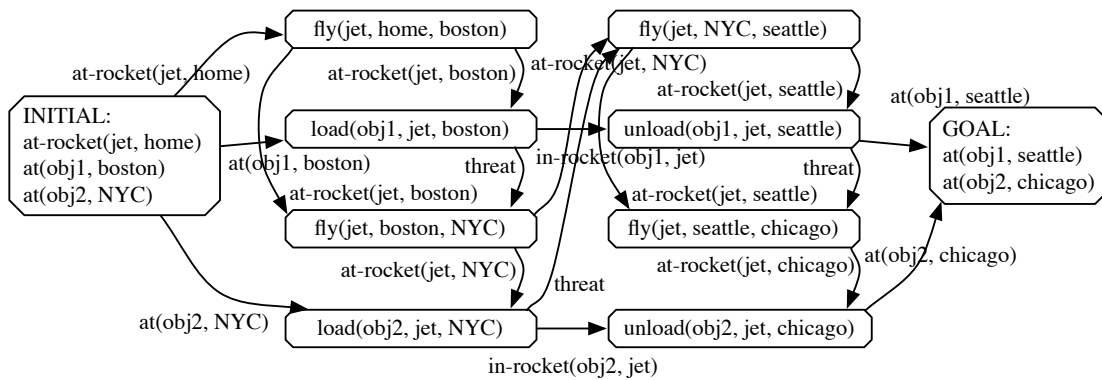 fly(jet, home, boston)
fly(jet, NYC, seattle)
at-rocket(jet, home)
at-rocket(jet, boston)
at-rocket(jet, NYC)
at-rocket(jet, seattle)
at(obj1, seattle)
INITIAL:
at-rocket(jet, home)
at(obj1, boston)
at(obj2, NYC)
load(obj1, jet, boston)
unload(obj1, jet, seattle)
GOAL:
at(obj1, seattle)
at(obj2, chicago)
at(obj1, boston)
threat
in-rocket(obj1, jet)
threat
at-rocket(jet, boston)
at-rocket(jet, seattle)
fly(jet, boston, NYC)
fly(jet, seattle, chicago)
at-rocket(jet, NYC)
at-rocket(jet, chicago)
at(obj2, chicago)
threat
at(obj2, NYC)
load(obj2, jet, NYC)
unload(obj2, jet, chicago)
in-rocket(obj2, jet)